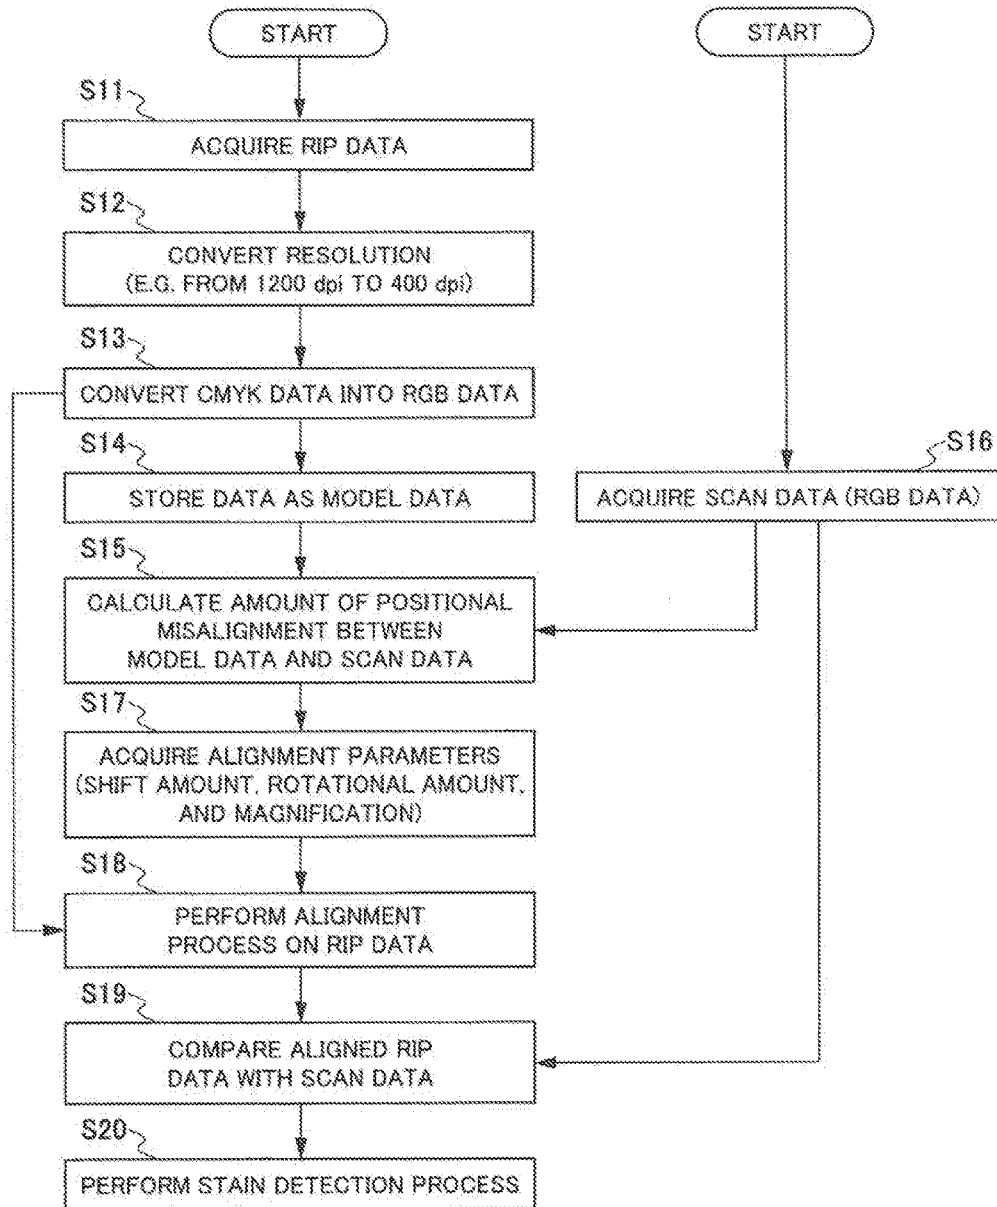 START
START
S11
ACQUIRE RIP DATA
S12
CONVERT RESOLUTION
(E.G. FROM 1200 dpi TO 400 dpi)
S13
CONVERT CMYK DATA INTO RGB DATA
S14
STORE DATA AS MODEL DATA
S16
ACQUIRE SCAN DATA (RGB DATA)
S15
CALCULATE AMOUNT OF POSITIONAL
MISALIGNMENT BETWEEN
MODEL DATA AND SCAN DATA
S17
ACQUIRE ALIGNMENT PARAMETERS
(SHIFT AMOUNT, ROTATIONAL AMOUNT,
AND MAGNIFICATION)
S18
PERFORM ALIGNMENT
PROCESS ON RIP DATA
S19
COMPARE ALIGNED RIP
DATA WITH SCAN DATA
S20
PERFORM STAIN DETECTION PROCESS